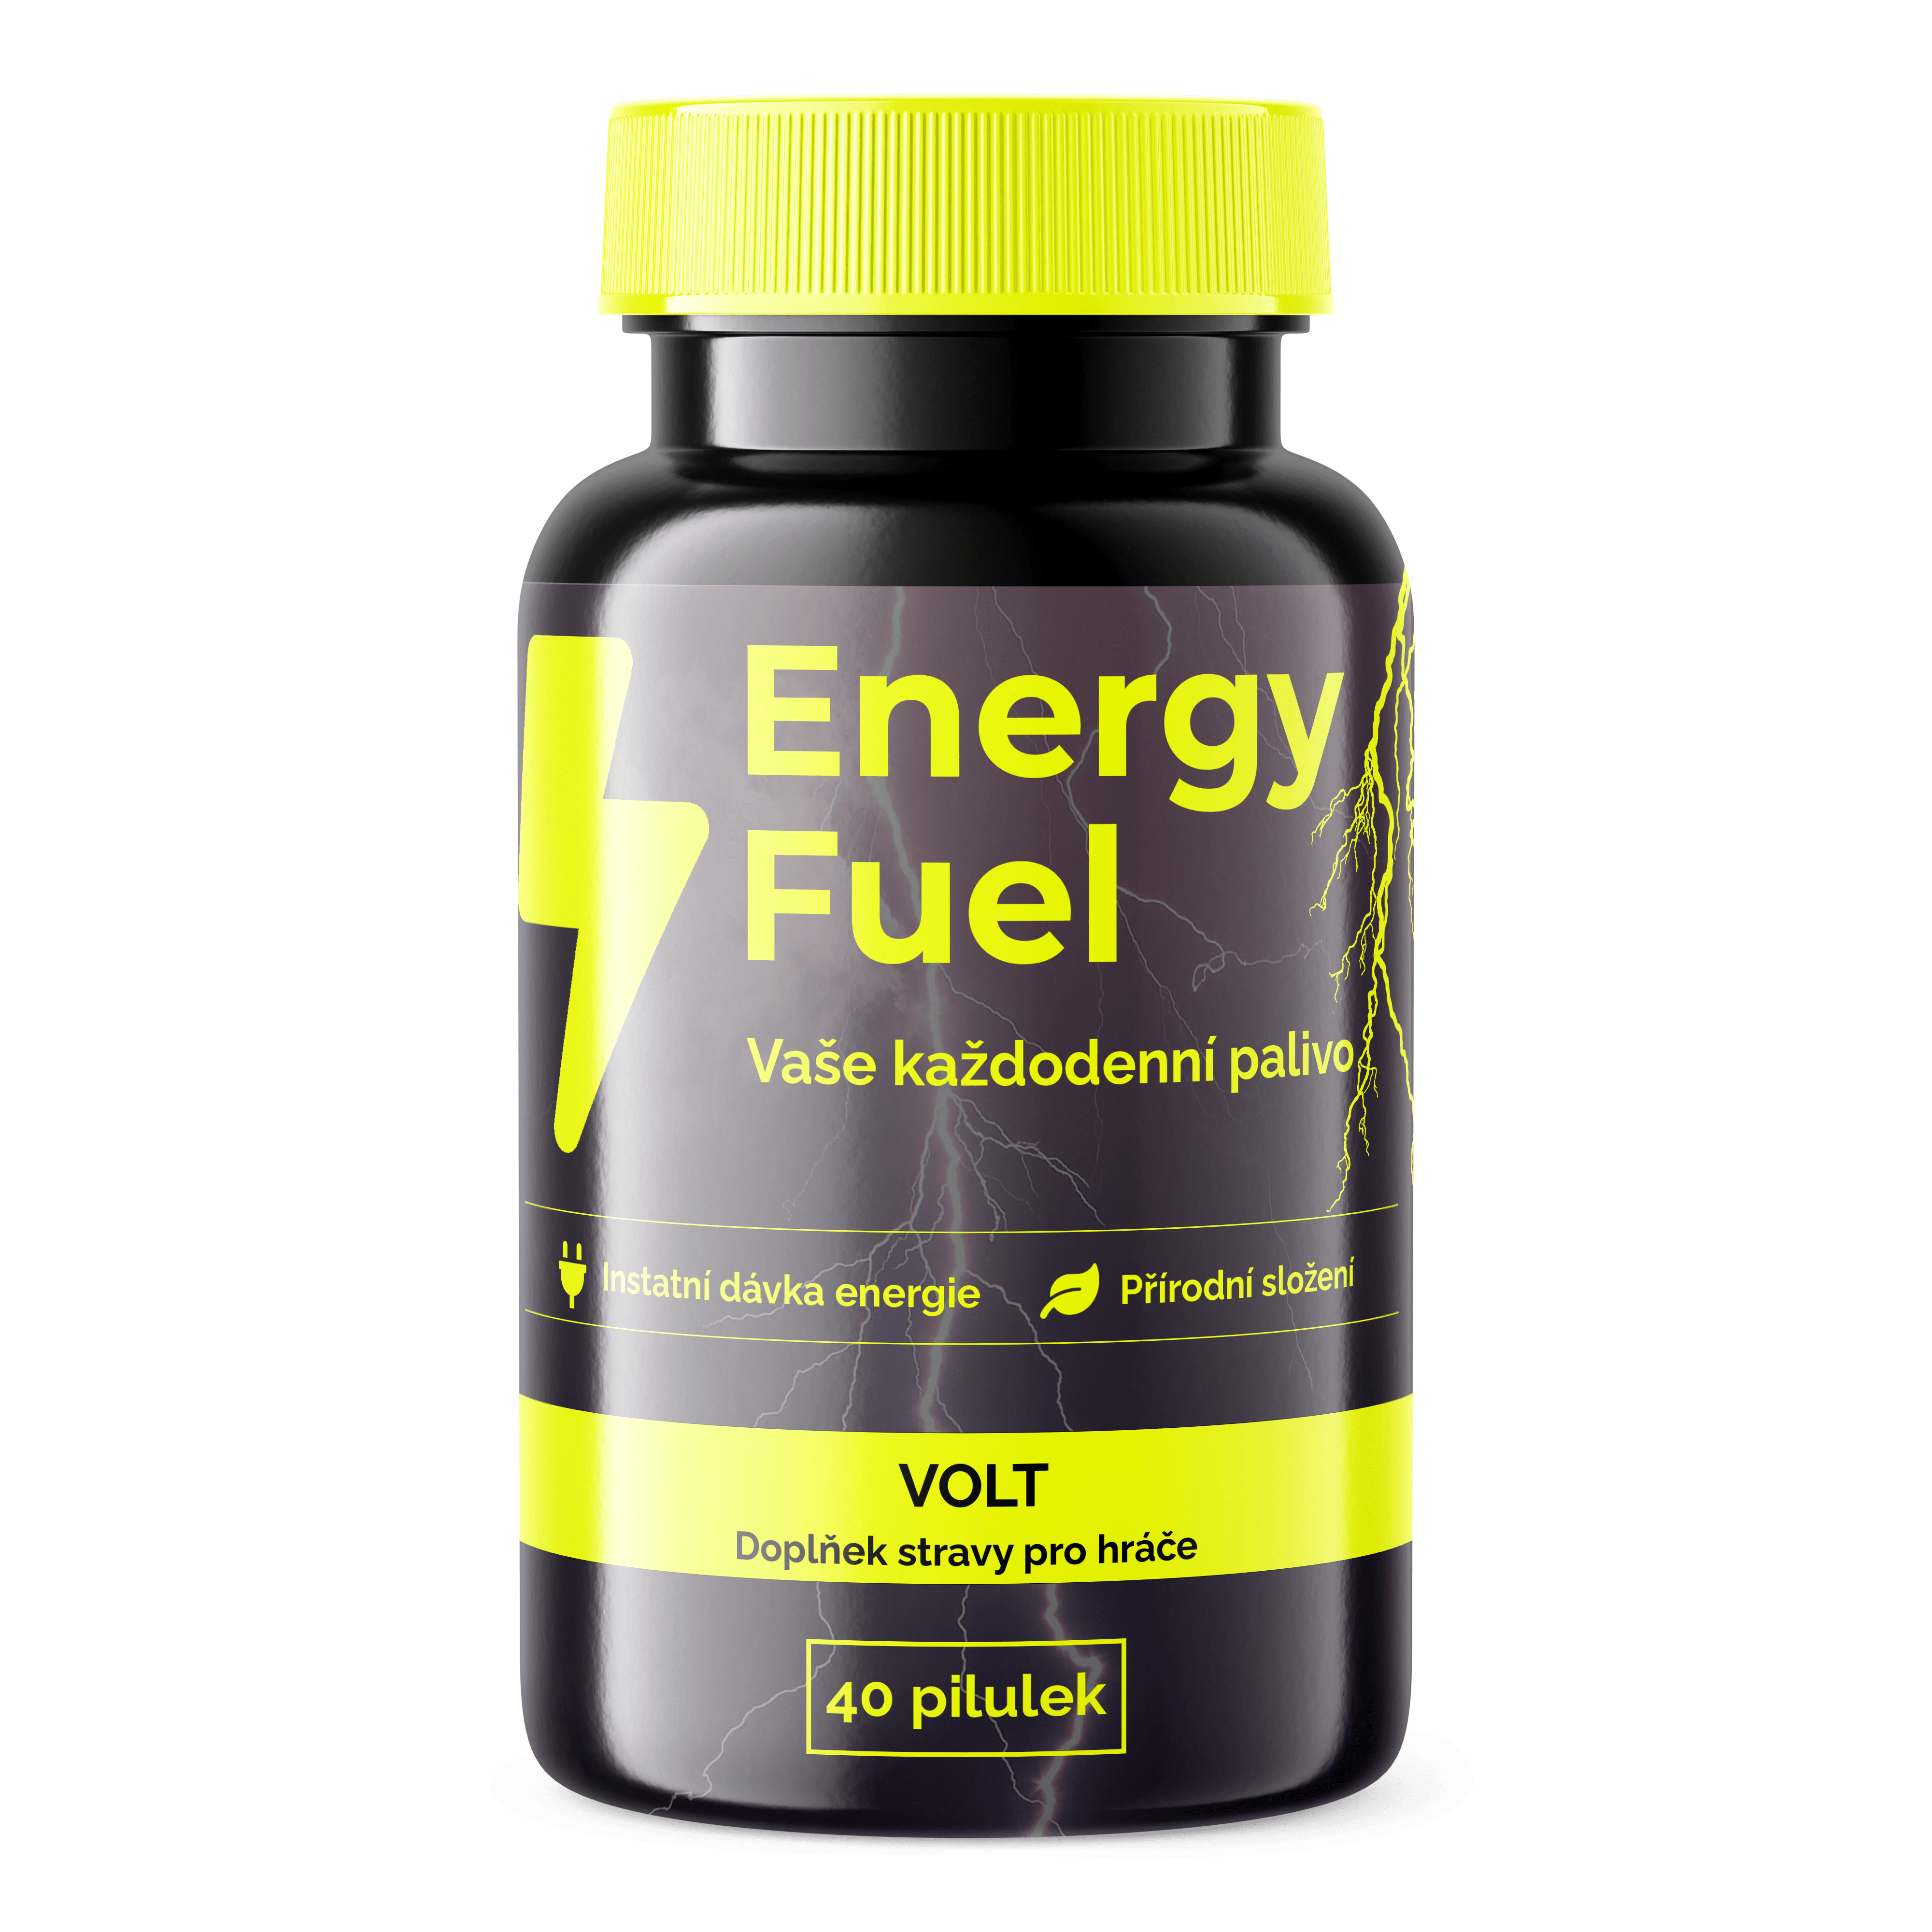 Energy
Fuel
Vaše každodenní palivo
Instatní dávka energie
Přírodní složení
VOLT
Doplňek stravy pro hráče
40 pilulek